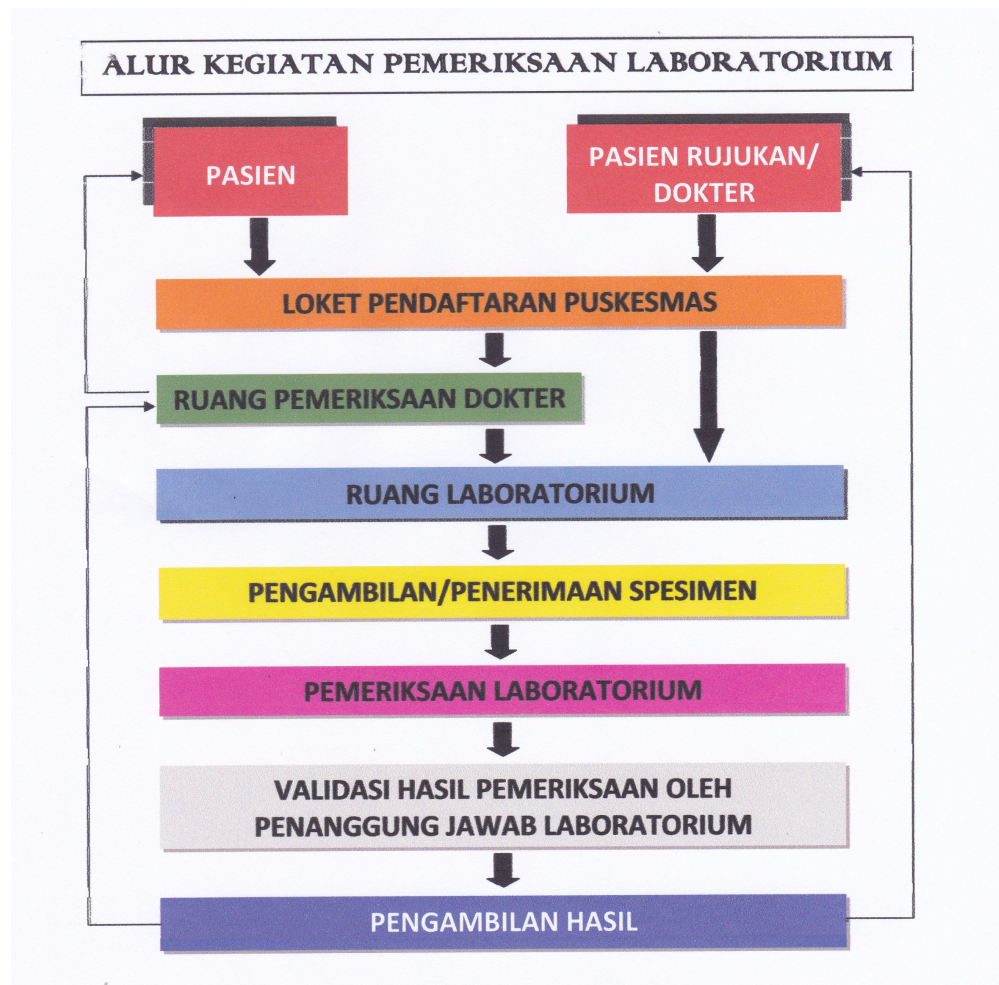 ALUR KEGIATAN PEMERIKSAAN LABORATORIUM
PASIEN
PASIEN RUJUKAN/
DOKTER
LOKET PENDAFTARAN PUSKESMAS
RUANG PEMERIKSAAN DOKTER
RUANG LABORATORIUM
PENGAMBILAN/PENERIMAAN SPESIMEN
PEMERIKSAAN LABORATORIUM
VALIDASI HASIL PEMERIKSAAN OLEH
PENANGGUNG JAWAB LABORATORIUM
PENGAMBILAN HASIL